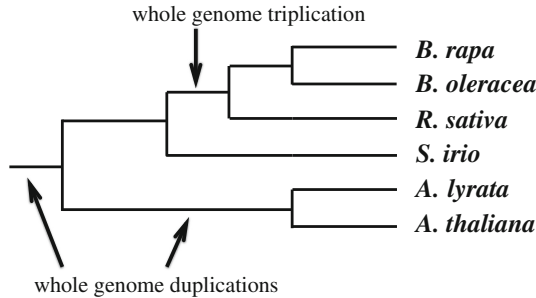 whole genome triplication
B. rapa
B. oleracea
R. sativa
S. irio
A. lyrata
A. thaliana
whole genome duplications